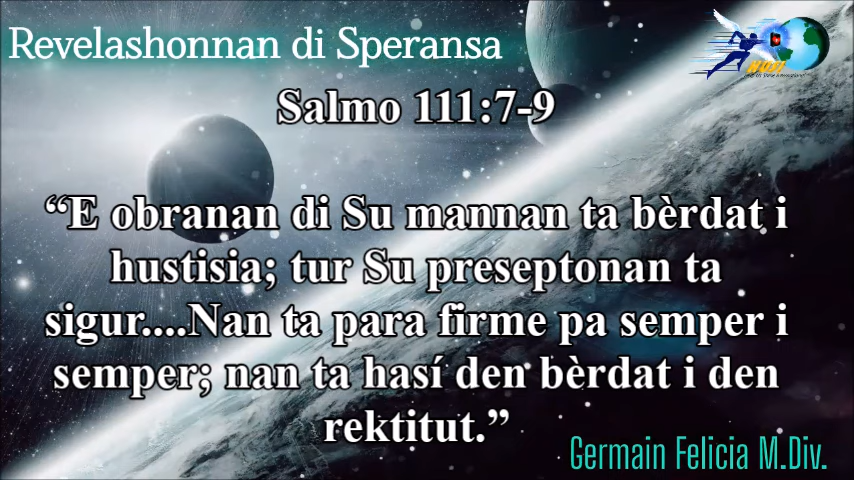 Revelashonnan di Speransa
Salmo 111:7-9
“E obranan di Su mannan ta bèrdat i
hustisia; tur Su preseptonan ta
sigur....Nan ta para firme pa semper i
semper; nan ta hasí den bèrdat i den
rektitut.”
Germain Felicia M.Div.